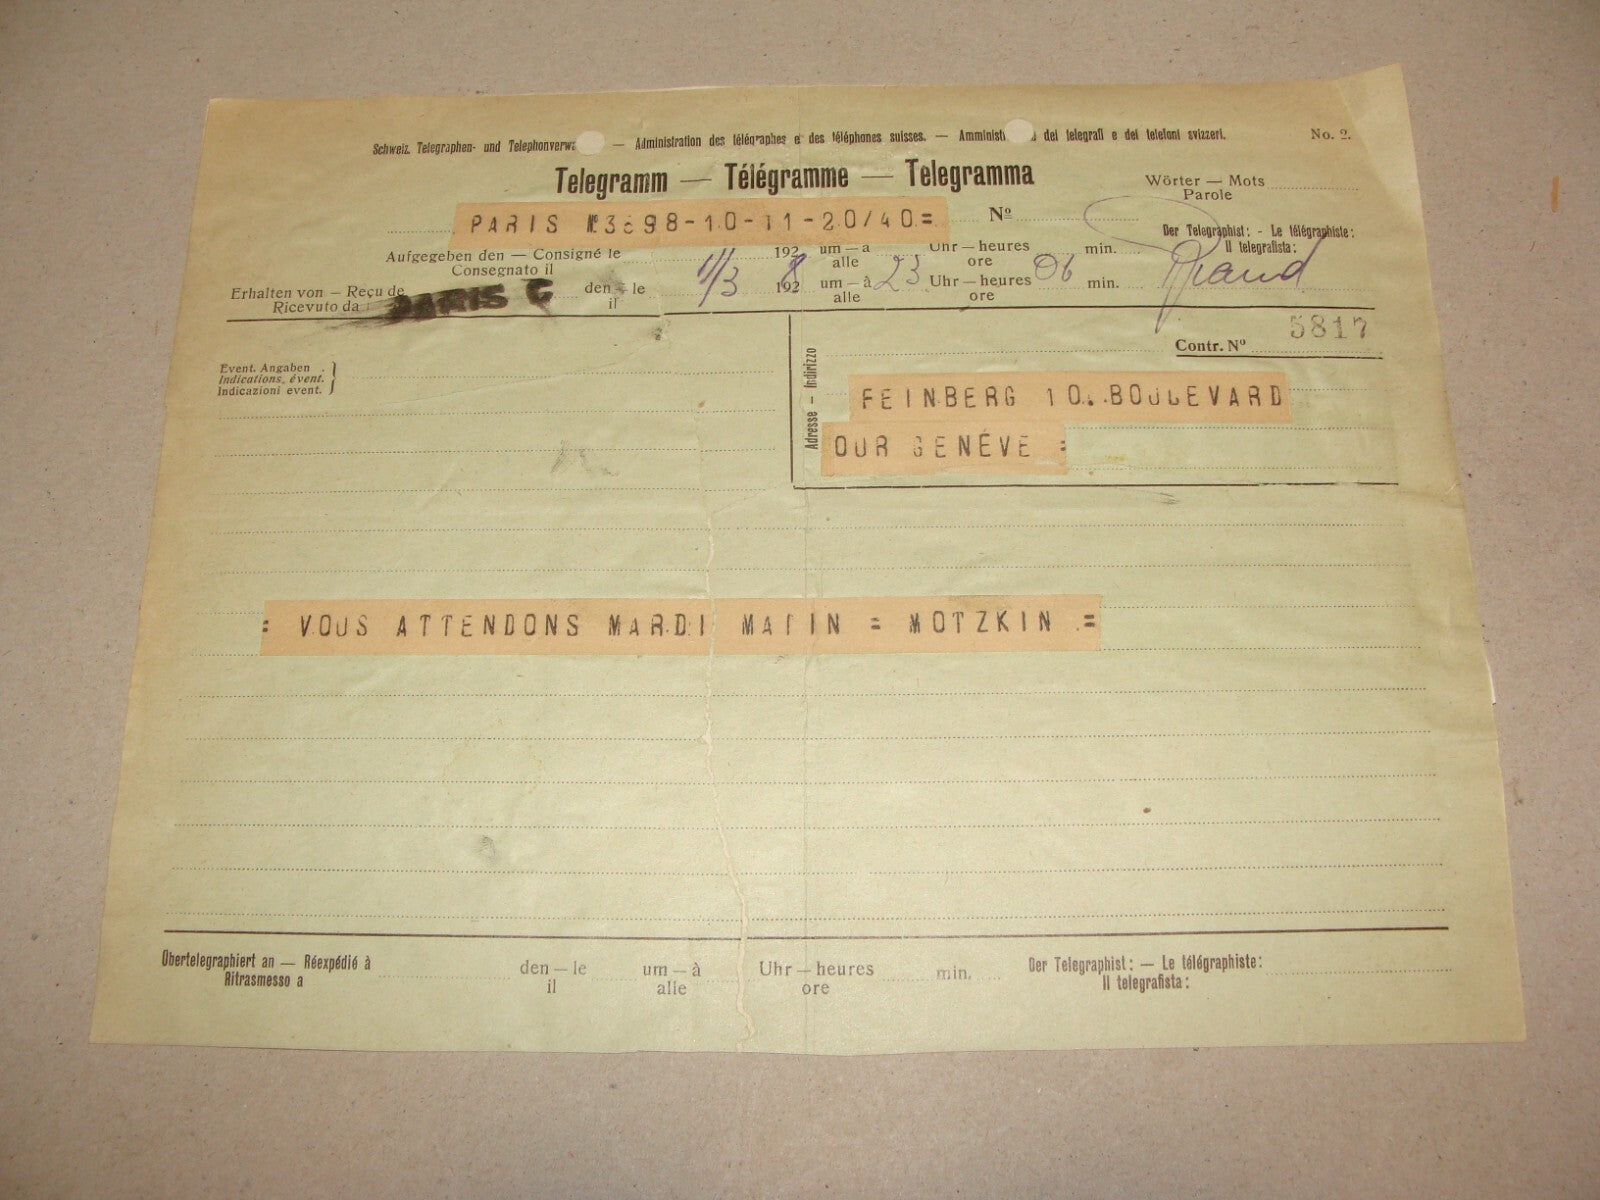 Schweiz. Telegraphen- und Telephonverwa — Administration des télégraphes e des téléphones suisses. — Amminist dei telegrafi e dei telefoni svizzeri. No. 2.
Telegramm — Télégramme — Telegramma
Wörter — Mots
Parole
PARIS № 3698-10-11-20/40= Nº
Der Telegraphist: - Le télégraphiste:
Il telegrafista:
Aufgegeben den — Consigné le 192 um — à Uhr — heures min.
Consegnato il alle ore
Erhalten von — Reçu de PARIS C den — le 11/3 192 8 um — à 23 Uhr — heures 06 min.
Ricevuto da il alle ore
Contr. Nº 5817
Event. Angaben
Indications, évent.
Indicazioni event.
Adresse — Indirizzo
FEINBERG 10. BOULEVARD
OUR GENÉVE =
= VOUS ATTENDONS MARDI MATIN = MOTZKIN =
Obertelegraphiert an — Réexpédié à den — le um — à Uhr — heures min. Der Telegraphist: — Le télégraphiste:
Ritrasmesso a il alle ore Il telegrafista: